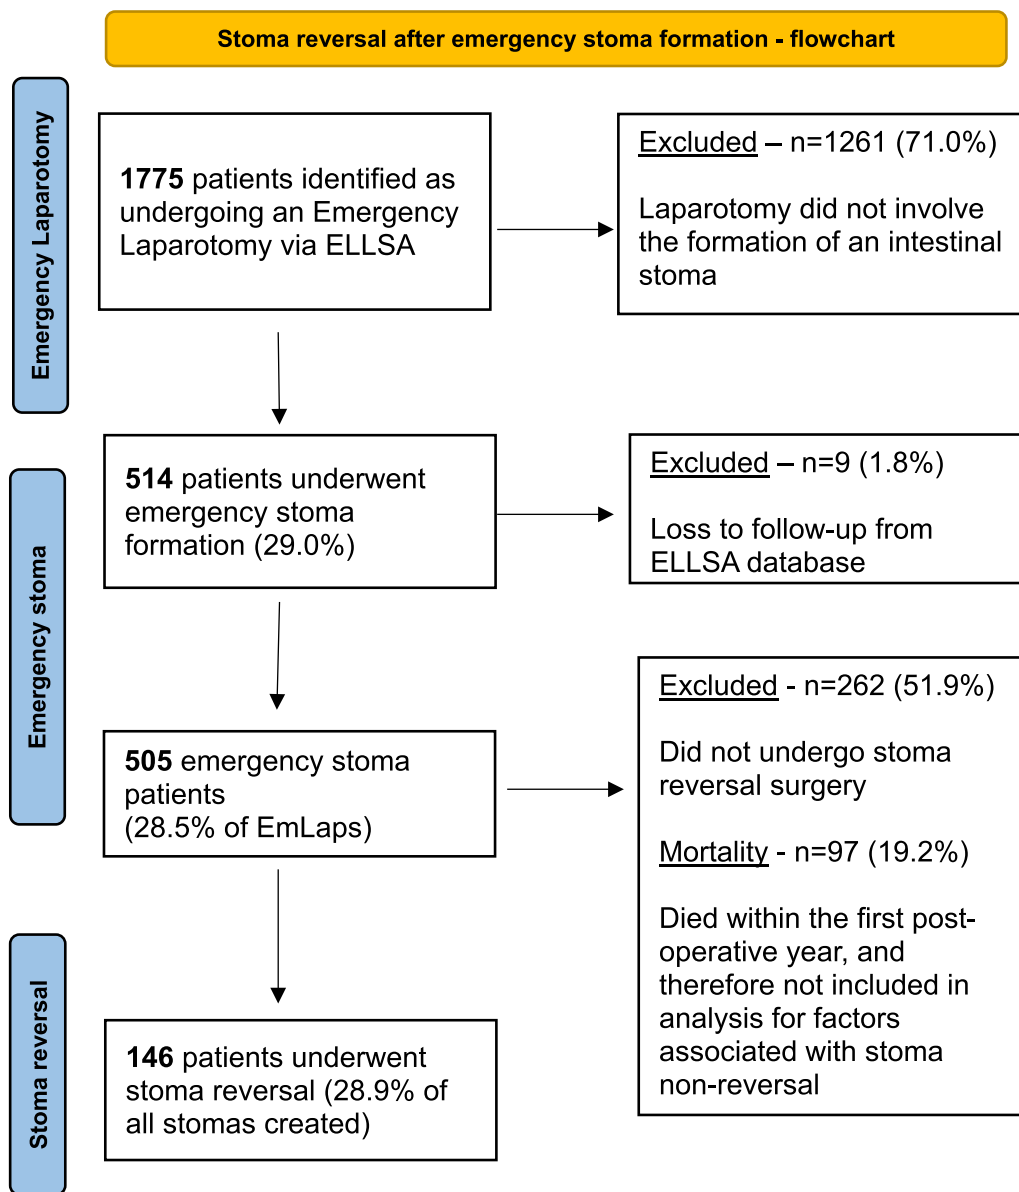 Stoma reversal after emergency stoma formation - flowchart
Emergency Laparotomy
1775 patients identified as
undergoing an Emergency
Laparotomy via ELLSA
Excluded – n=1261 (71.0%)
Laparotomy did not involve
the formation of an intestinal
stoma
Emergency stoma
514 patients underwent
emergency stoma
formation (29.0%)
Excluded – n=9 (1.8%)
Loss to follow-up from
ELLSA database
505 emergency stoma
patients
(28.5% of EmLaps)
Excluded - n=262 (51.9%)
Did not undergo stoma
reversal surgery
Mortality - n=97 (19.2%)
Died within the first post-
operative year, and
therefore not included in
analysis for factors
associated with stoma
non-reversal
Stoma reversal
146 patients underwent
stoma reversal (28.9% of
all stomas created)